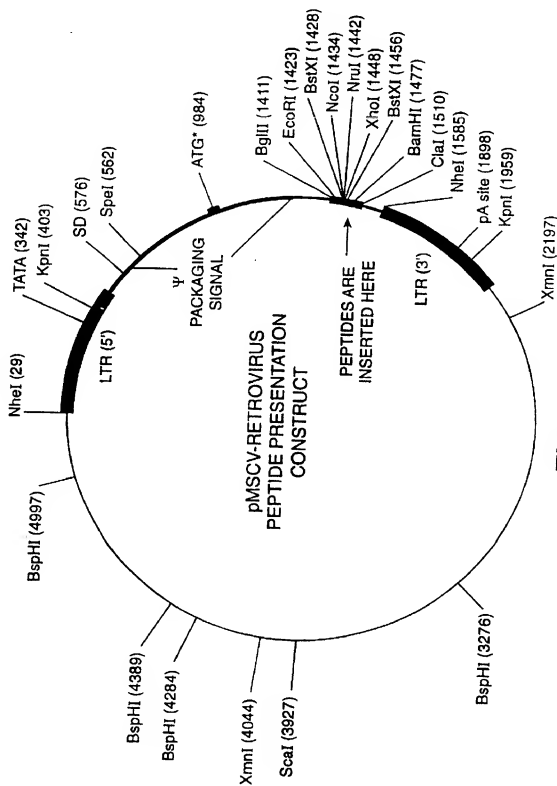 NheI (29)
TATA (342)
KpnI (403)
SD (576)
SpeI (562)
ATG* (984)
BglII (1411)
EcoRI (1423)
BstXI (1428)
NcoI (1434)
NruI (1442)
XhoI (1448)
BstXI (1456)
BamHI (1477)
ClaI (1510)
NheI (1585)
pA site (1898)
KpnI (1959)
XmnI (2197)
BspHI (3276)
ScaI (3927)
XmnI (4044)
BspHI (4284)
BspHI (4389)
BspHI (4997)
LTR (5')
Ψ
PACKAGING
SIGNAL
PEPTIDES ARE
INSERTED HERE
LTR (3')
pMSCV-RETROVIRUS
PEPTIDE PRESENTATION
CONSTRUCT